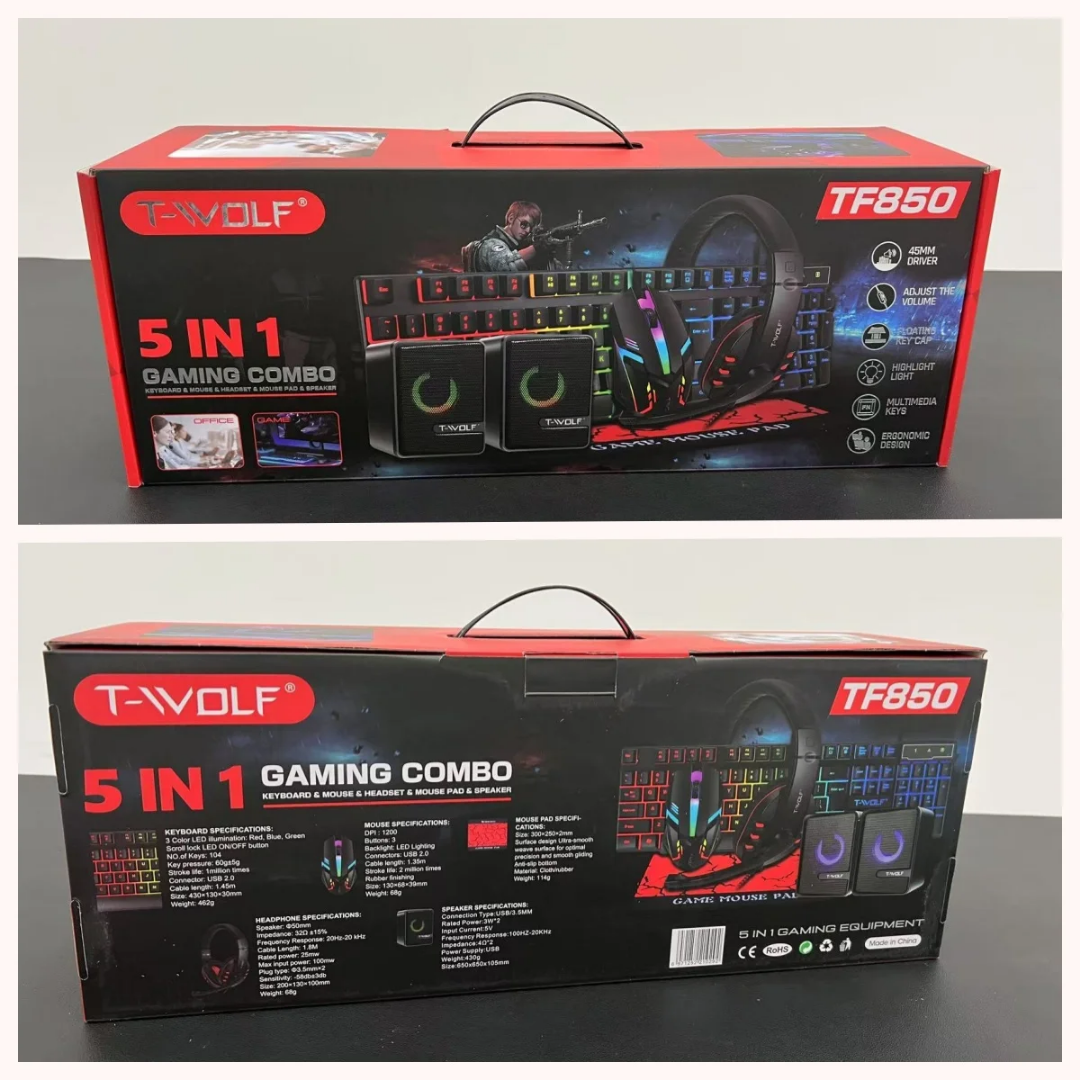 T-WOLF®
TF850
45MM
DRIVER
ADJUST THE
VOLUME
FLOATING
KEY CAP
HIGHLIGHT
LIGHT
MULTIMEDIA
KEYS
ERGONOMIC
DESIGN
5 IN 1
GAMING COMBO
KEYBOARD & MOUSE & HEADSET & MOUSE PAD & SPEAKER
OFFICE
GAME
T-WOLF
T-WOLF
T-WOLF
GAME MOUSE PAD
T-WOLF®
TF850
5 IN 1 GAMING COMBO
KEYBOARD & MOUSE & HEADSET & MOUSE PAD & SPEAKER
KEYBOARD SPECIFICATIONS:
3 Color LED illumination: Red, Blue, Green
Scroll lock LED ON/OFF button
NO.of Keys: 104
Key pressure: 60g±5g
Stroke life: 1million times
Connector: USB 2.0
Cable length: 1.45m
Size: 430×130×30mm
Weight: 462g
MOUSE SPECIFICATIONS:
DPI : 1200
Buttons: 3
Backlight: LED Lighting
Connectors: USB 2.0
Cable length: 1.35m
Stroke life: 2 million times
Rubber finishing
Size: 130×68×39mm
Weight: 68g
MOUSE PAD SPECIFI-
CATIONS:
Size: 300×250×2mm
Surface design Ultra-smooth
weave surface for optimal
precision and smooth gliding
Anti-slip bottom
Material: Cloth/rubber
Weight: 114g
HEADPHONE SPECIFICATIONS:
Speaker: Φ50mm
Impedance: 32Ω ±15%
Frequency Response: 20Hz-20 kHz
Cable Length: 1.8M
Rated power: 25mw
Max input power: 100mw
Plug type: Φ3.5mm×2
Sensitivity: -58db±3db
Size: 200×130×100mm
Weight: 68g
SPEAKER SPECIFICATIONS:
Connection Type:USB/3.5MM
Rated Power:3W*2
Input Current:5V
Frequency Response:100HZ-20KHz
Impedance:4Ω*2
Power Supply:USB
Weight:430g
Size:650x650x105mm
T-WOLF
T-WOLF
T-WOLF
T-WOLF
GAME MOUSE PAD
5 IN 1 GAMING EQUIPMENT
CE RoHS Made in China